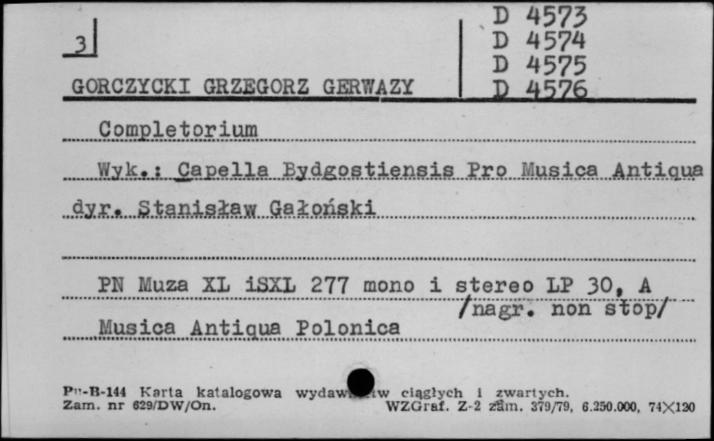 D 4573
3
D 4574
D 4575
GORCZYCKI GRZEGORZ GERWAZY
D 4576
Completorium
Wyk.: Capella Bydgostiensis Pro Musica Antiqua
dyr. Stanisław Gałoński
PN Muza XL iSXL 277 mono i stereo LP 30, A
/nagr. non stop/
Musica Antiqua Polonica
Pu-B-144 Karta katalogowa ciągłych i zwartych.
Zam. nr 629/DW/On. WZGraf. Z-2 zam. 379/79, 6.250.000, 74×120